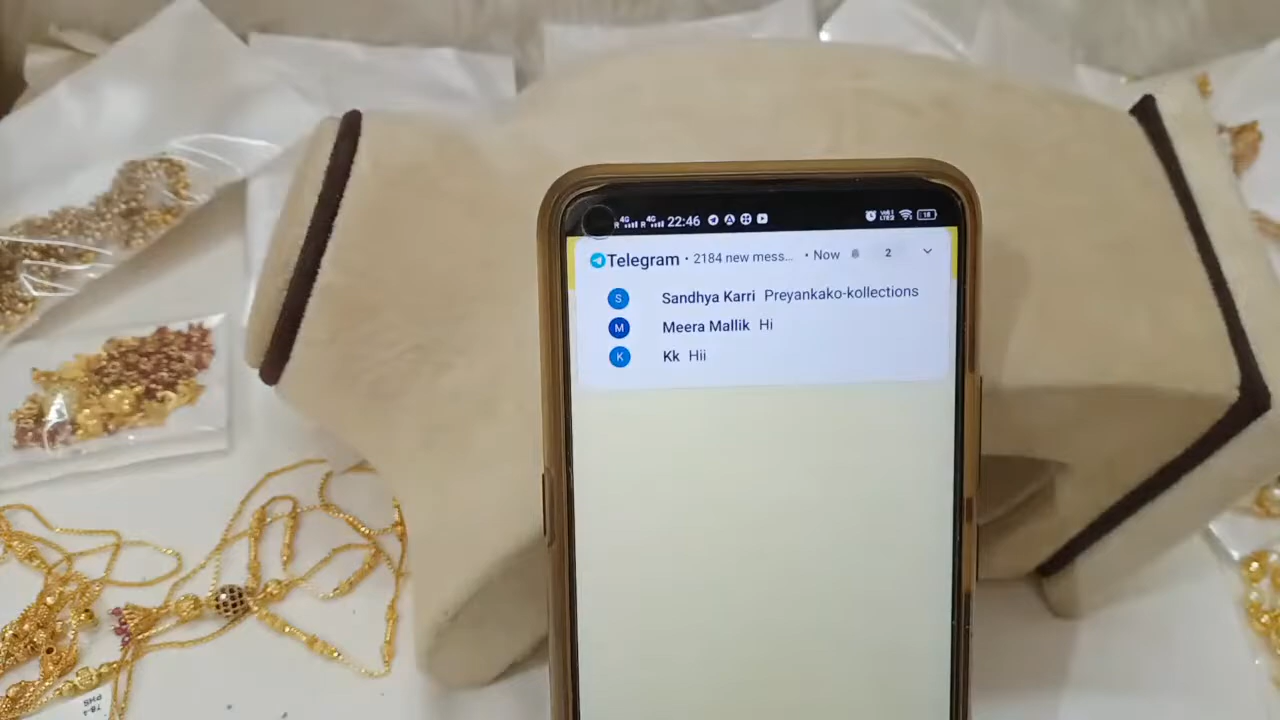 22:46
Telegram • 2184 new mess... • Now 2
S Sandhya Karri Preyankako-kollections
M Meera Mallik Hi
K Kk Hii